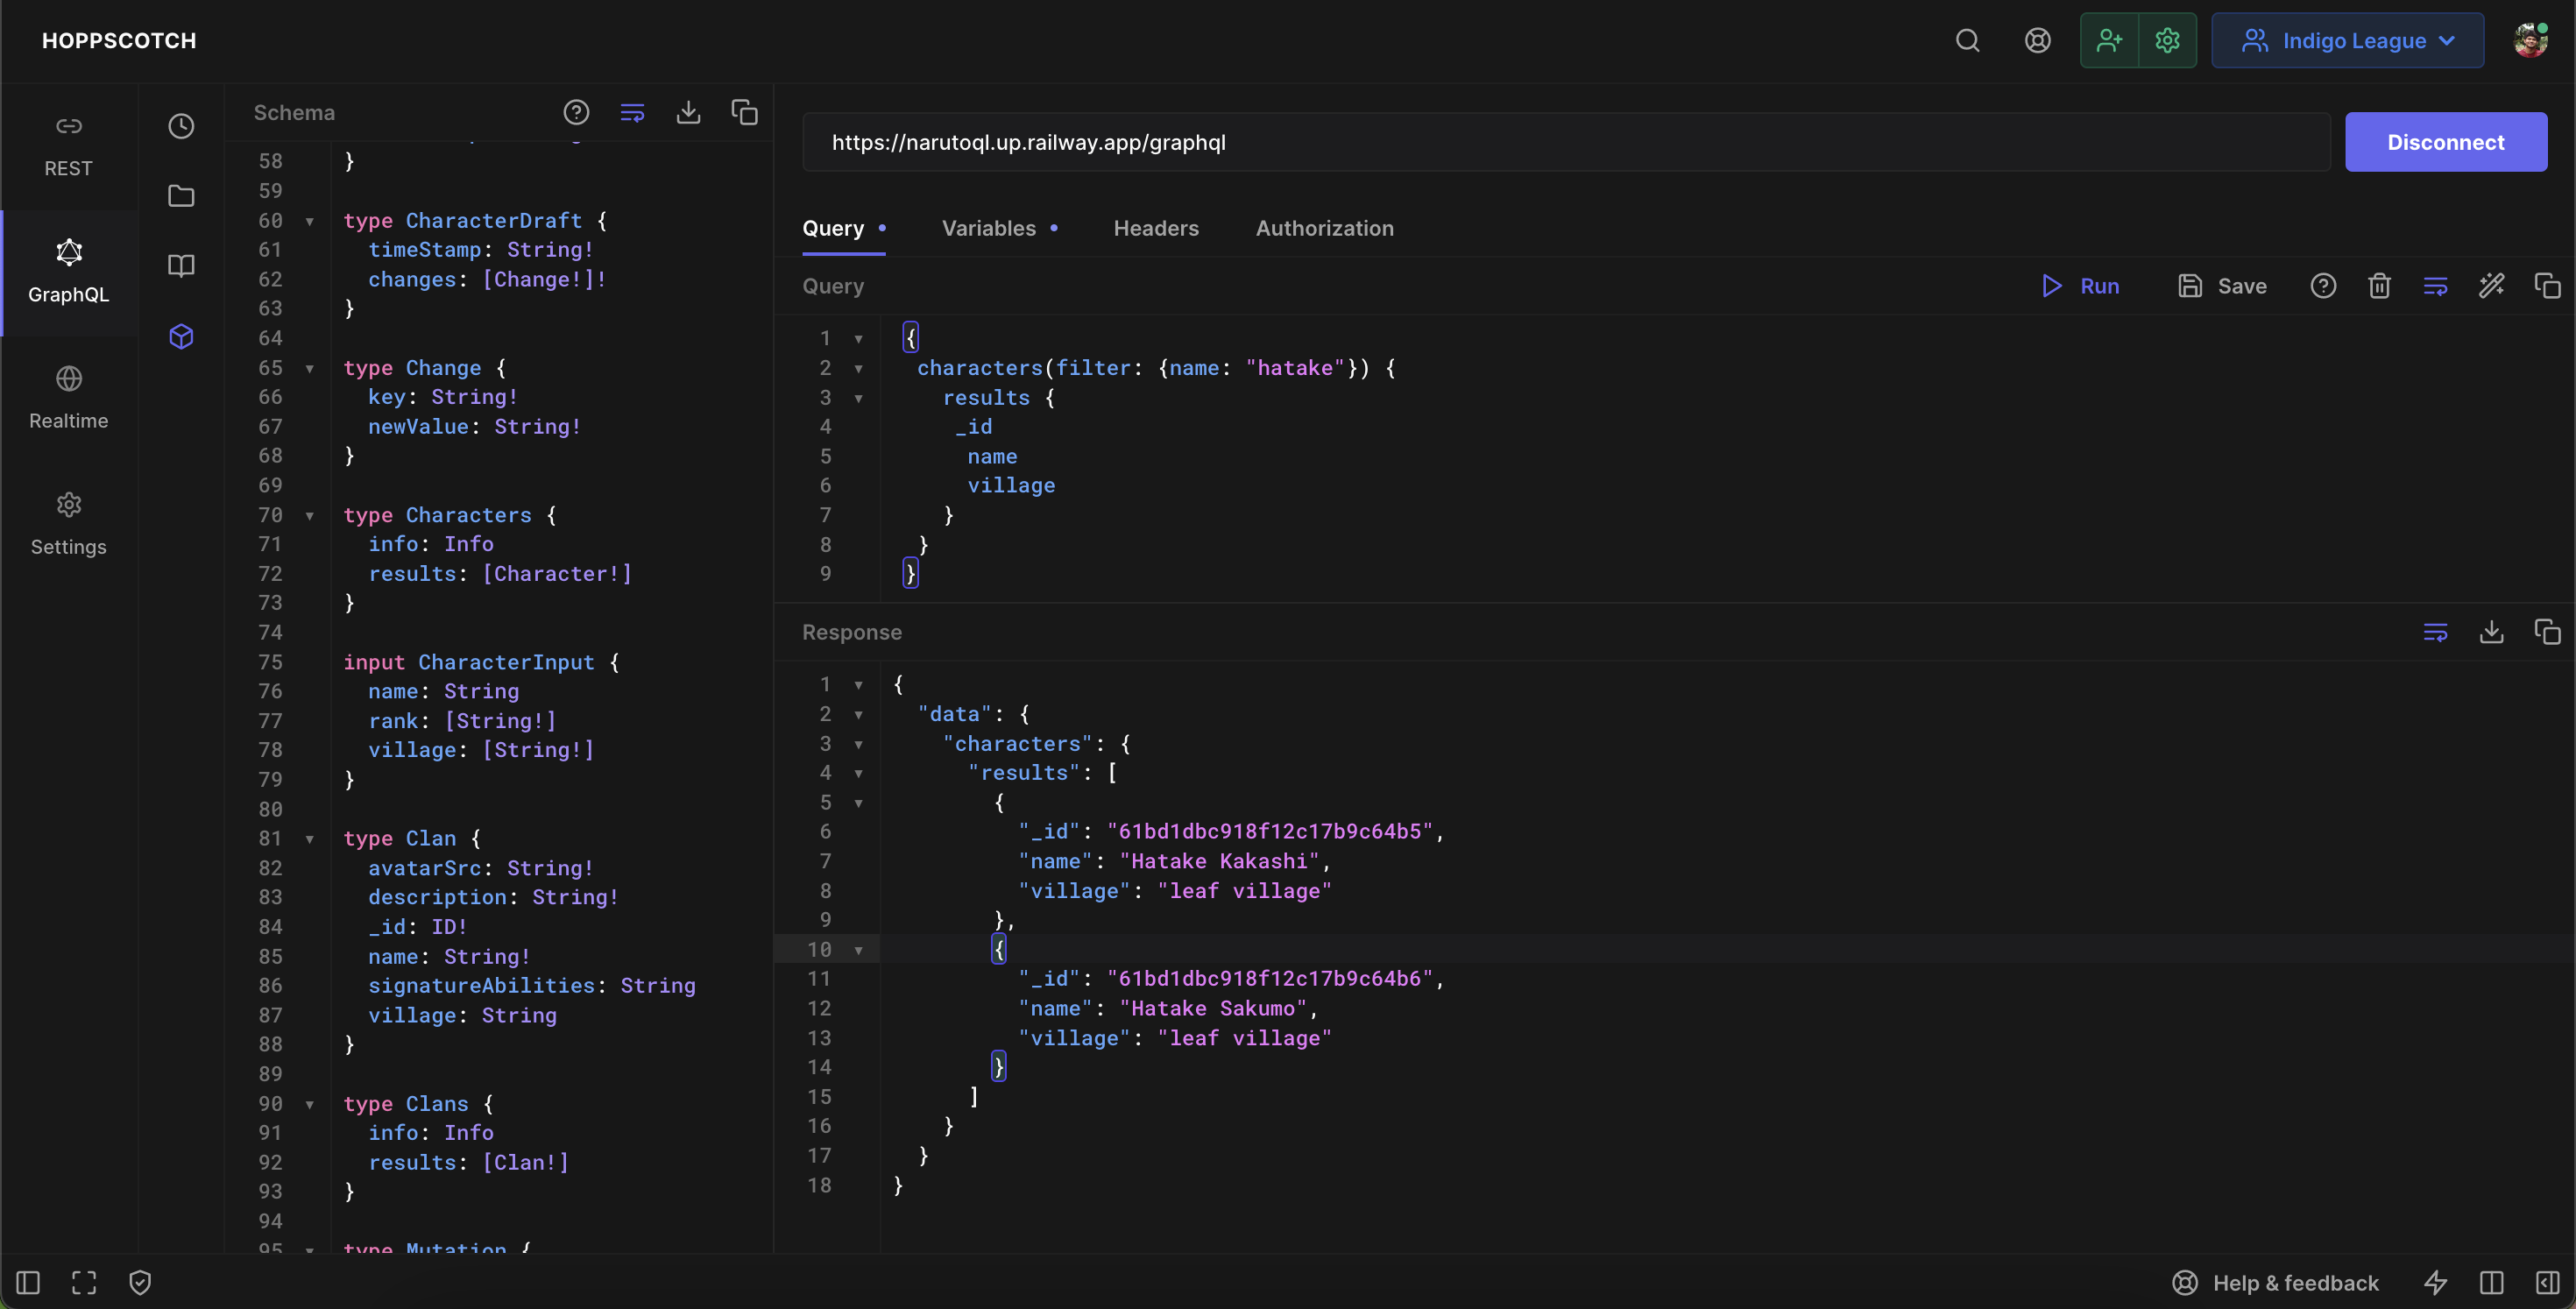 HOPPSCOTCH
Indigo League
REST
GraphQL
Realtime
Settings
Schema
58 }
59
60 type CharacterDraft {
61 timeStamp: String!
62 changes: [Change!]!
63 }
64
65 type Change {
66 key: String!
67 newValue: String!
68 }
69
70 type Characters {
71 info: Info
72 results: [Character!]
73 }
74
75 input CharacterInput {
76 name: String
77 rank: [String!]
78 village: [String!]
79 }
80
81 type Clan {
82 avatarSrc: String!
83 description: String!
84 _id: ID!
85 name: String!
86 signatureAbilities: String
87 village: String
88 }
89
90 type Clans {
91 info: Info
92 results: [Clan!]
93 }
94
95 type Mutation {
https://narutoql.up.railway.app/graphql
Disconnect
Query Variables Headers Authorization
Query
Run Save
1 {
2 characters(filter: {name: "hatake"}) {
3 results {
4 _id
5 name
6 village
7 }
8 }
9 }
Response
1 {
2 "data": {
3 "characters": {
4 "results": [
5 {
6 "_id": "61bd1dbc918f12c17b9c64b5",
7 "name": "Hatake Kakashi",
8 "village": "leaf village"
9 },
10 {
11 "_id": "61bd1dbc918f12c17b9c64b6",
12 "name": "Hatake Sakumo",
13 "village": "leaf village"
14 }
15 ]
16 }
17 }
18 }
Help & feedback